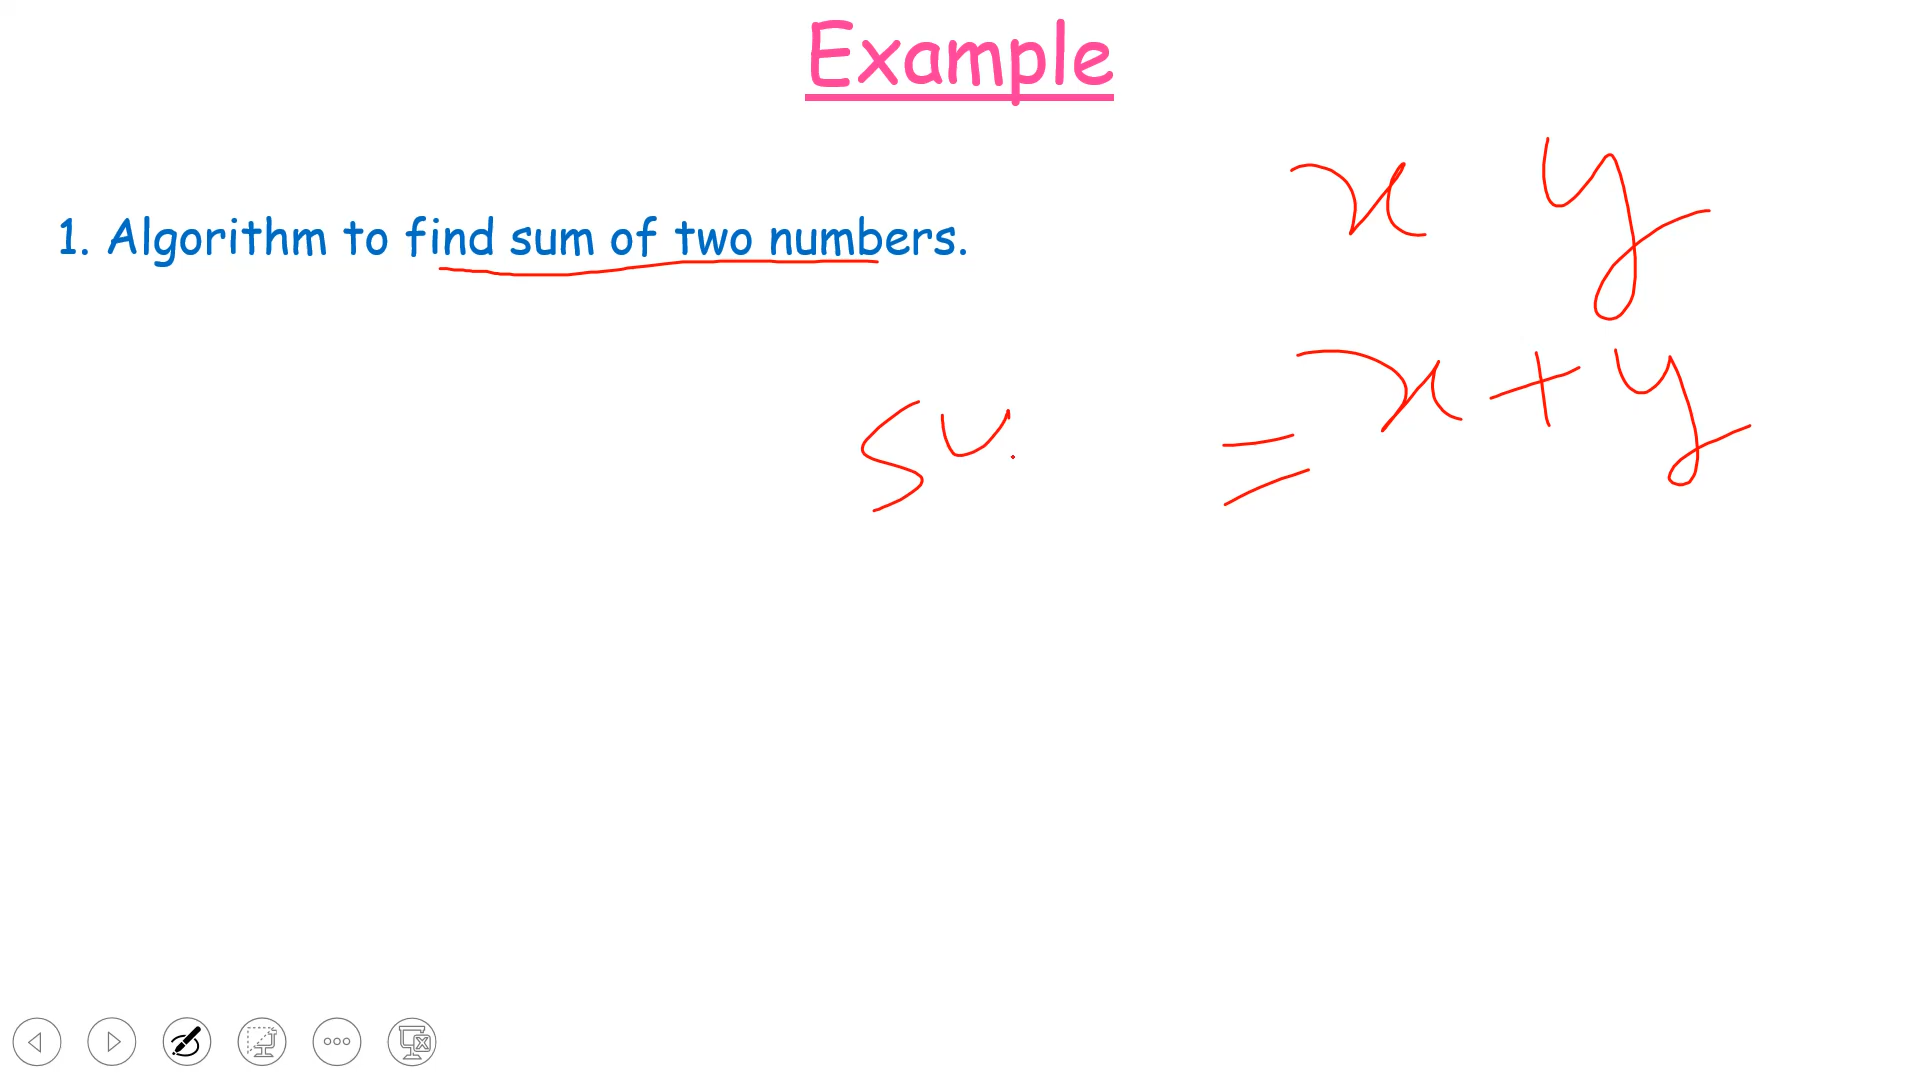 Example
x y
1. Algorithm to find sum of two numbers.
su = x + y